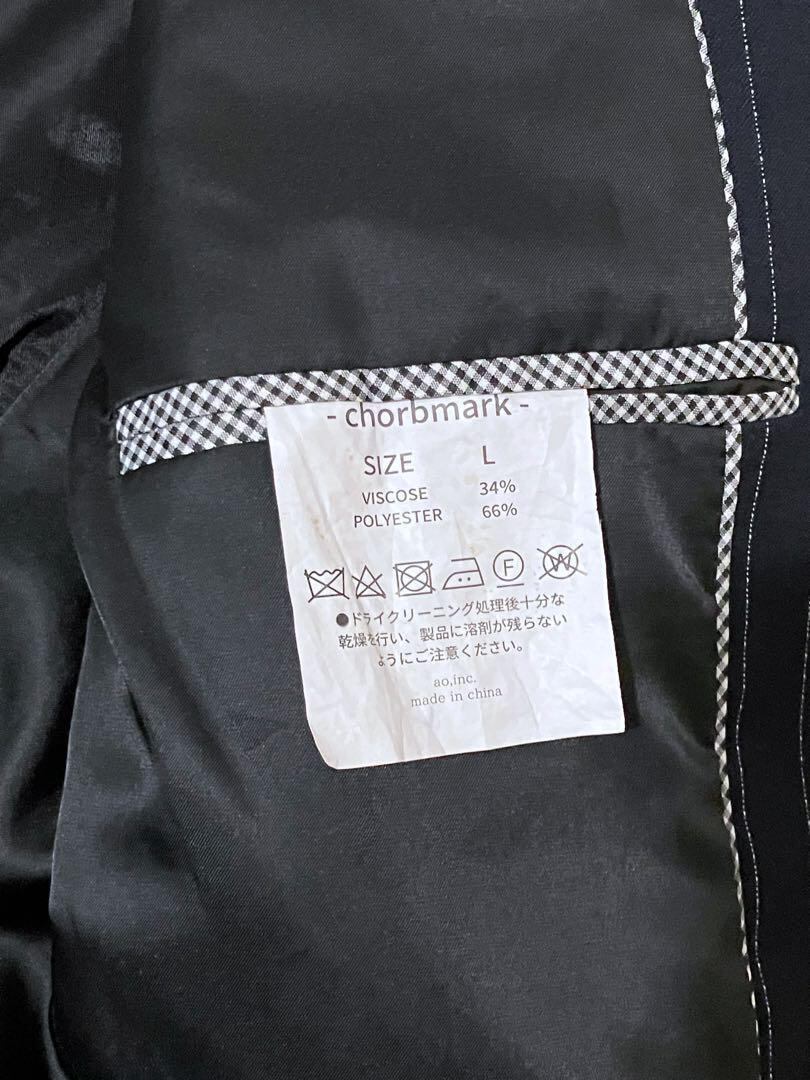 - chorbmark -
SIZE L
VISCOSE 34%
POLYESTER 66%
F W
●ドライクリーニング処理後十分な
乾燥を行い、製品に溶剤が残らない
ようにご注意ください。
ao,inc.
made in china